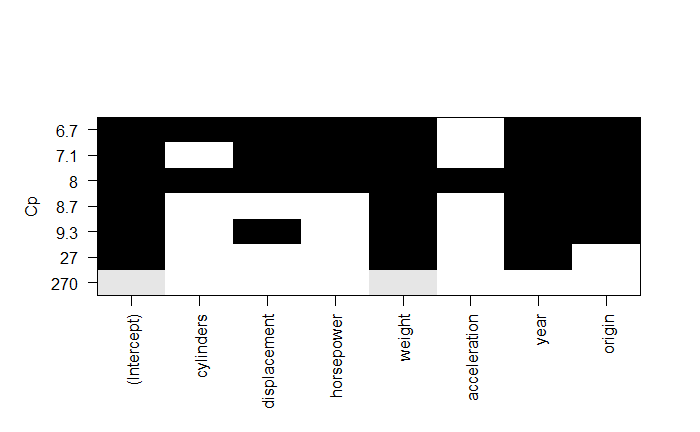 Cp
6.7
7.1
8
8.7
9.3
27
270
(Intercept)
cylinders
displacement
horsepower
weight
acceleration
year
origin